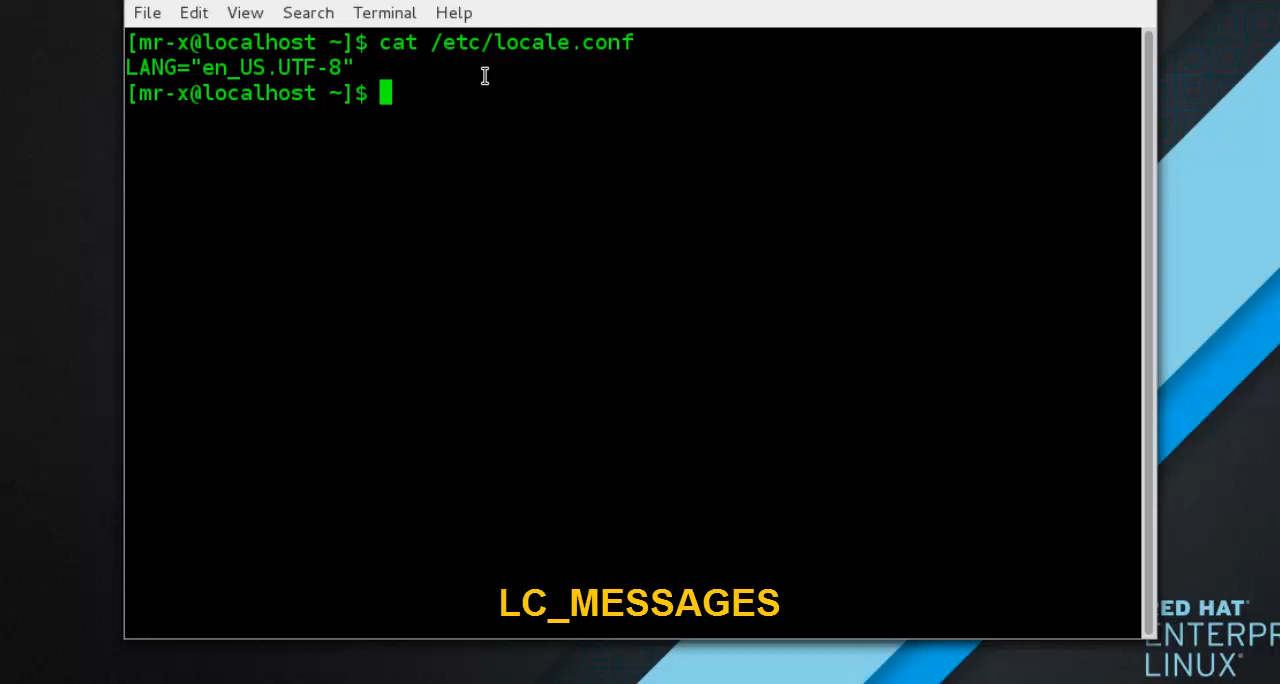 File Edit View Search Terminal Help
[mr-x@localhost ~]$ cat /etc/locale.conf
LANG="en_US.UTF-8"
[mr-x@localhost ~]$
LC_MESSAGES
RED HAT
ENTERPR
LINUX